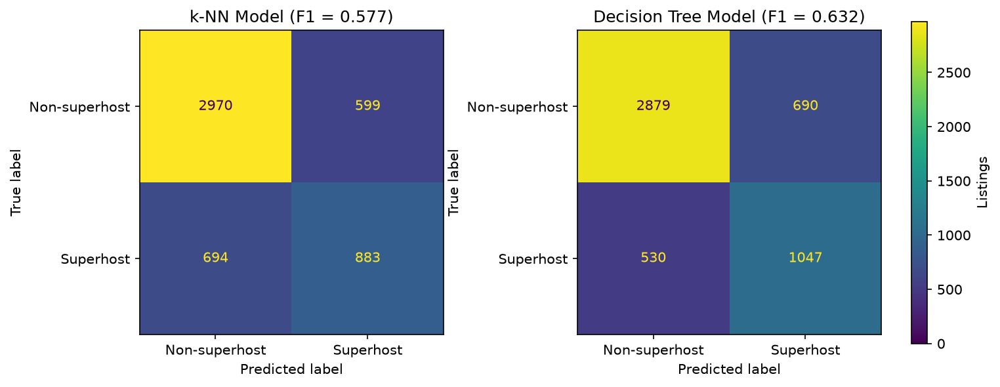 k-NN Model (F1 = 0.577)
True label
Non-superhost
Superhost
2970
599
694
883
Non-superhost
Superhost
Predicted label
Decision Tree Model (F1 = 0.632)
True label
Non-superhost
Superhost
2879
690
530
1047
Non-superhost
Superhost
Predicted label
2500
2000
1500
1000
500
0
Listings